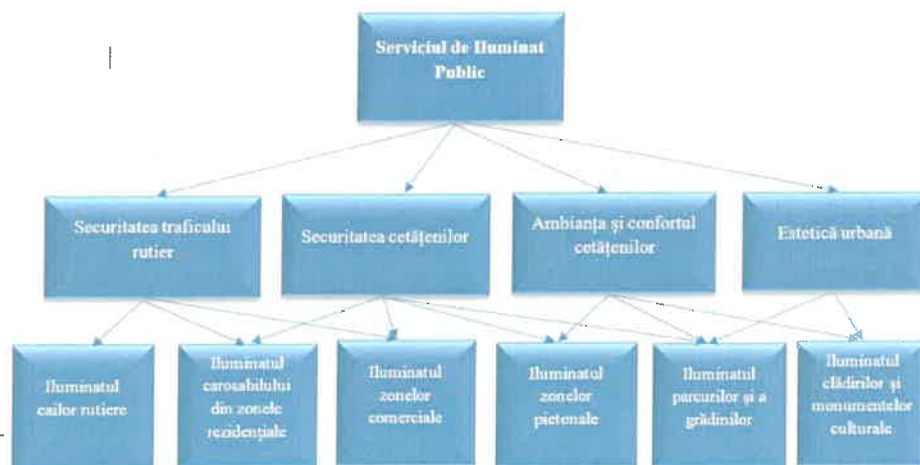 Serviciul de Iluminat
Public
Securitatea traficului
rutier
Securitatea cetățenilor
Ambianța și confortul
cetățenilor
Estetică urbană
Iluminatul
cailor rutiere
Iluminatul
carosabilului
din zonele
rezidențiale
Iluminatul
zonelor
comerciale
Iluminatul
zonelor
pietonale
Iluminatul
parcurilor și a
grădinilor
Iluminatul
clădirilor și
monumentelor
culturale